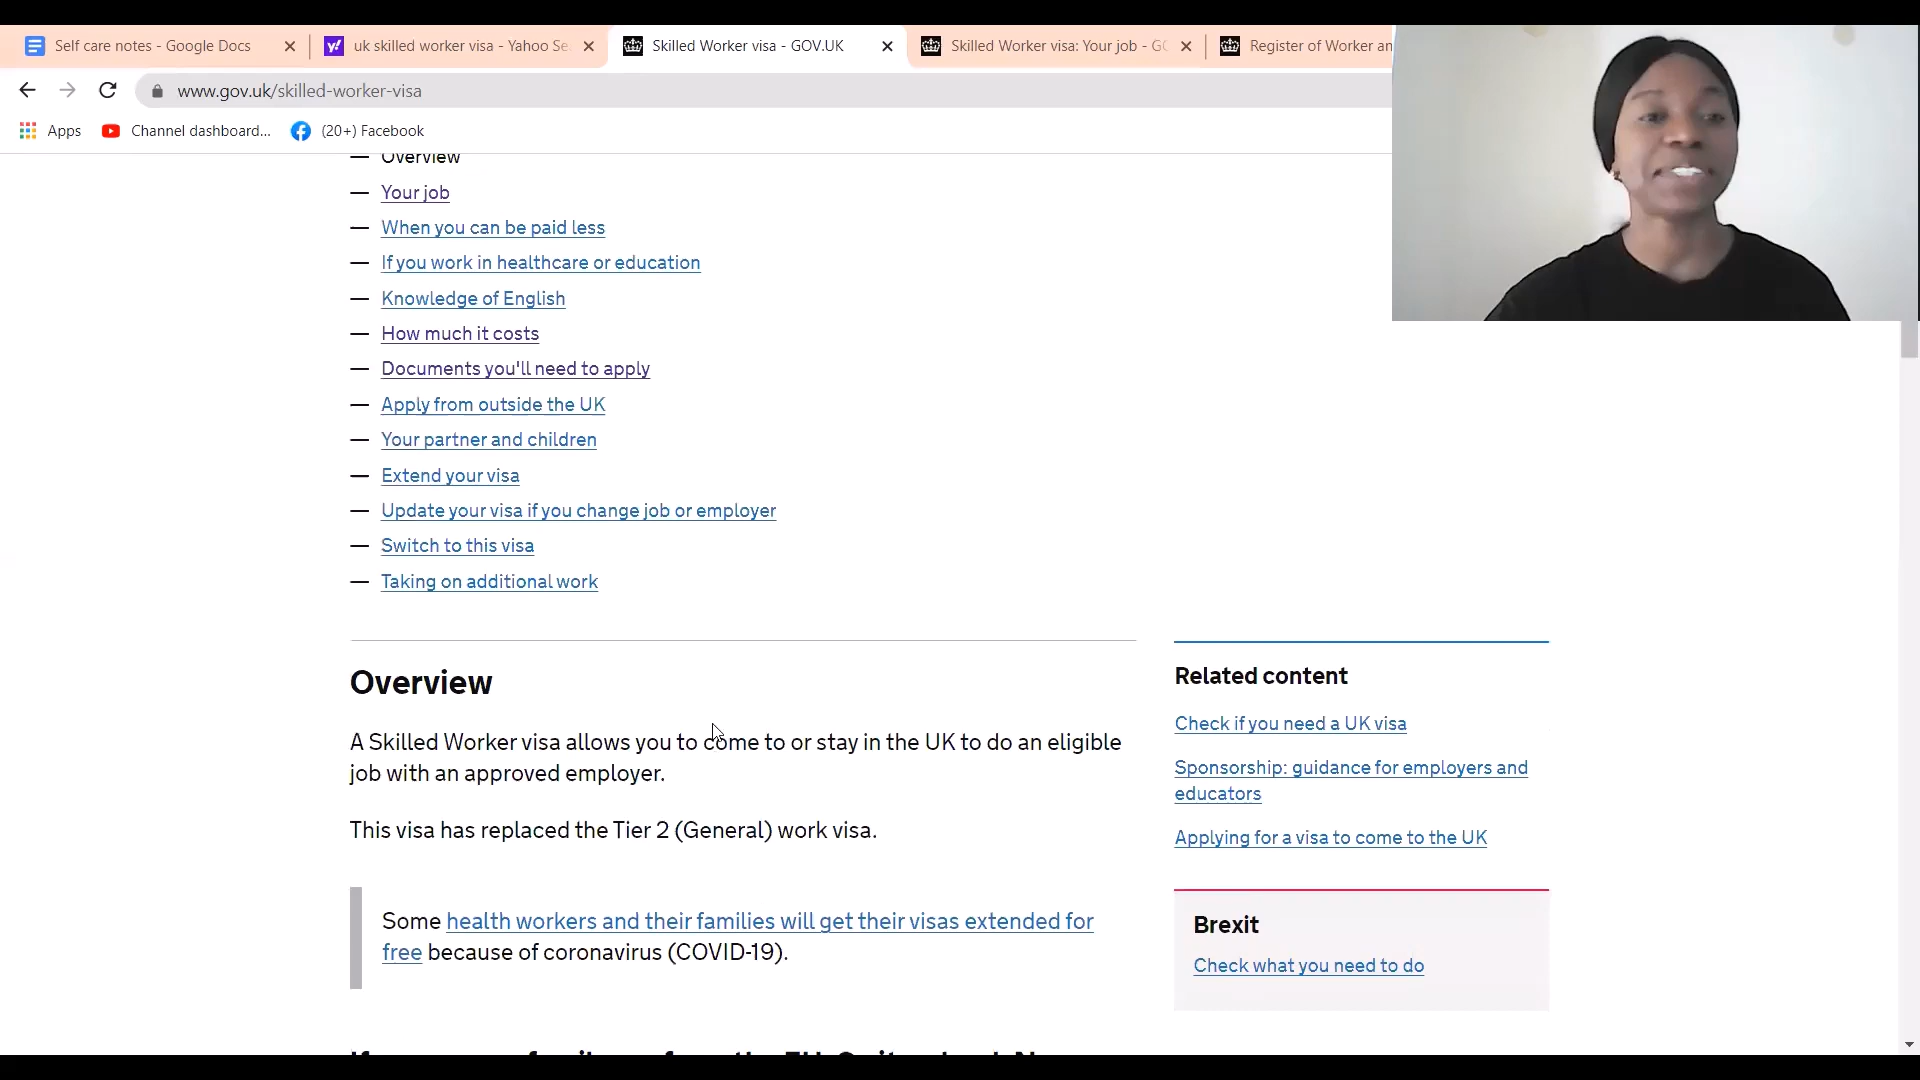 Self care notes - Google Docs
uk skilled worker visa - Yahoo Se
Skilled Worker visa - GOV.UK
Skilled Worker visa: Your job - GO
Register of Worker an
www.gov.uk/skilled-worker-visa
Apps
Channel dashboard...
(20+) Facebook
— Overview
— Your job
— When you can be paid less
— If you work in healthcare or education
— Knowledge of English
— How much it costs
— Documents you'll need to apply
— Apply from outside the UK
— Your partner and children
— Extend your visa
— Update your visa if you change job or employer
— Switch to this visa
— Taking on additional work
Overview
A Skilled Worker visa allows you to come to or stay in the UK to do an eligible
job with an approved employer.
This visa has replaced the Tier 2 (General) work visa.
Some health workers and their families will get their visas extended for
free because of coronavirus (COVID-19).
Related content
Check if you need a UK visa
Sponsorship: guidance for employers and
educators
Applying for a visa to come to the UK
Brexit
Check what you need to do